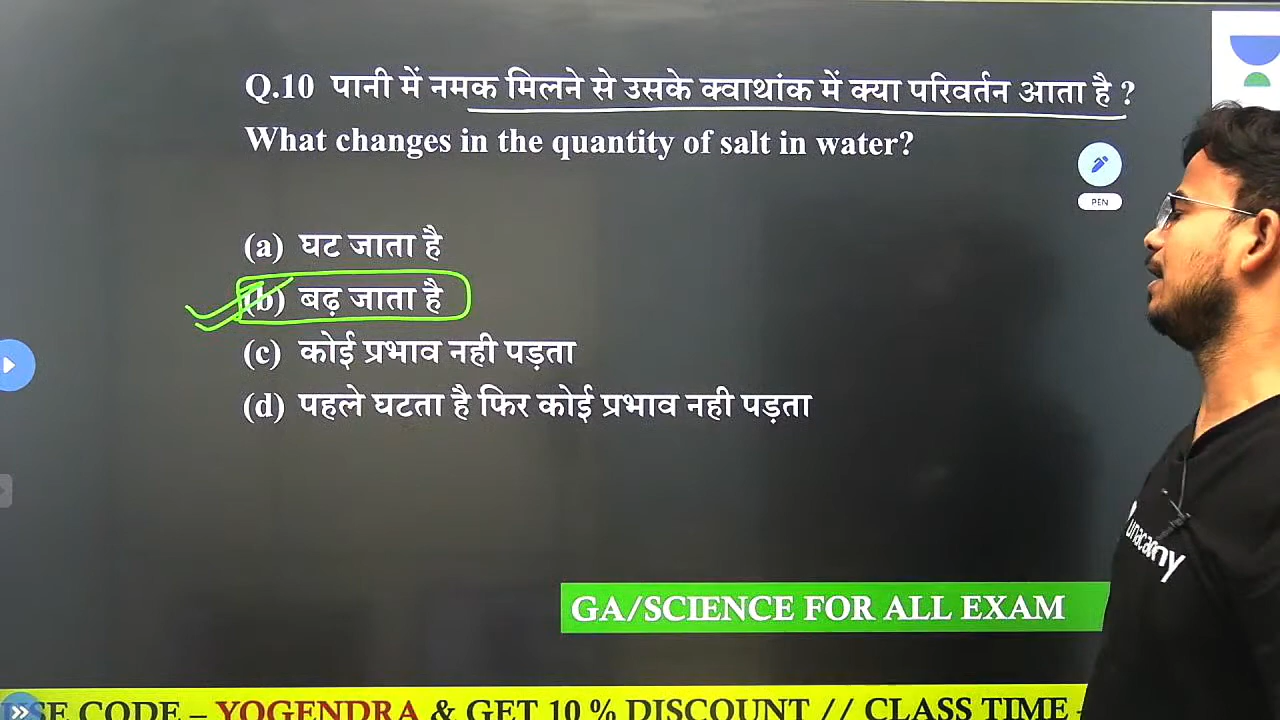 Q.10 पानी में नमक मिलने से उसके क्वाथांक में क्या परिवर्तन आता है ?
What changes in the quantity of salt in water?
PEN
(a) घट जाता है
(b) बढ़ जाता है
(c) कोई प्रभाव नही पड़ता
(d) पहले घटता है फिर कोई प्रभाव नही पड़ता
unacademy
GA/SCIENCE FOR ALL EXAM
SE CODE – YOGENDRA & GET 10 % DISCOUNT // CLASS TIME -